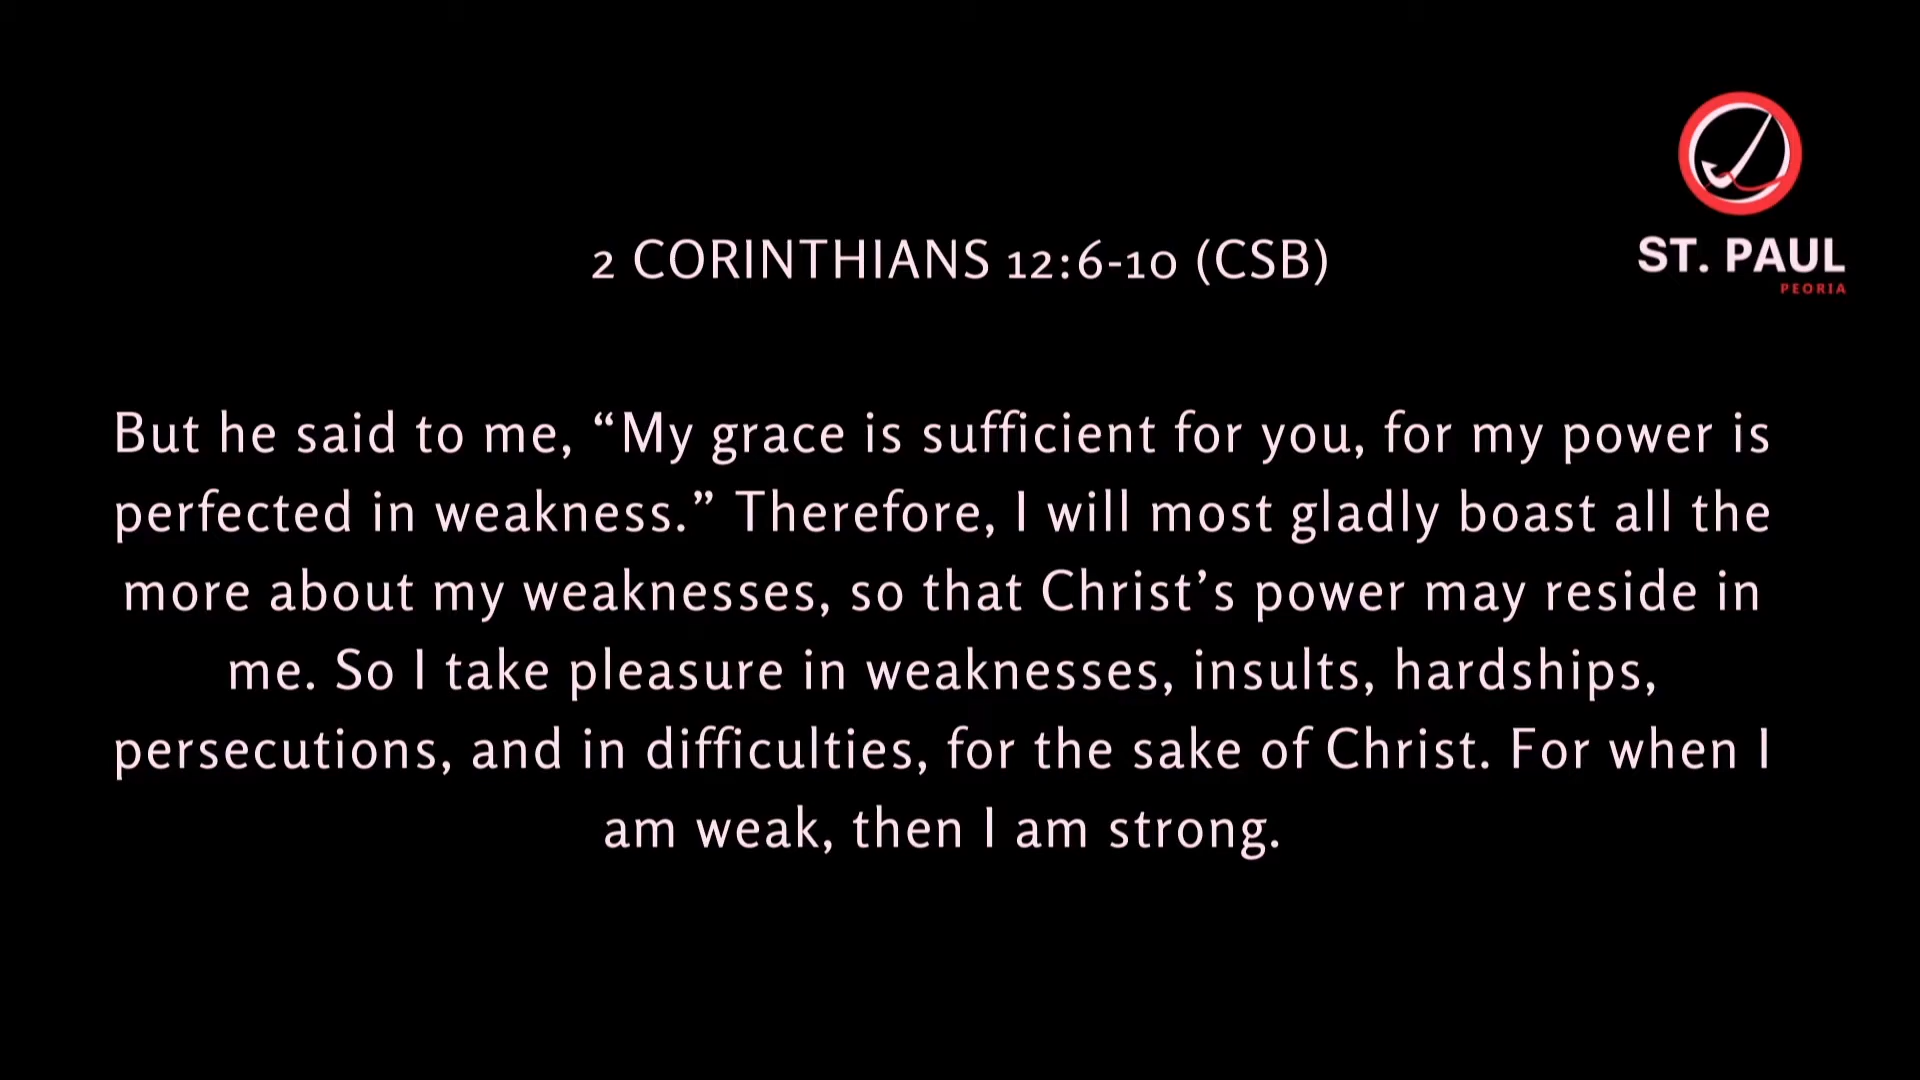 ST. PAUL
PEORIA
2 CORINTHIANS 12:6-10 (CSB)
But he said to me, “My grace is sufficient for you, for my power is
perfected in weakness.” Therefore, I will most gladly boast all the
more about my weaknesses, so that Christ’s power may reside in
me. So I take pleasure in weaknesses, insults, hardships,
persecutions, and in difficulties, for the sake of Christ. For when I
am weak, then I am strong.